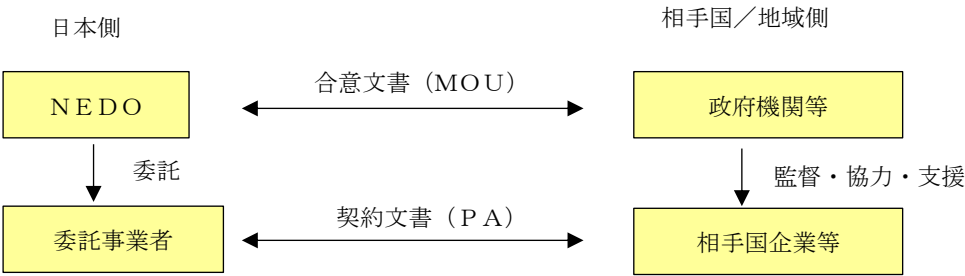 日本側
相手国／地域側
ＮＥＤＯ
合意文書（ＭＯＵ）
政府機関等
委託
監督・協力・支援
委託事業者
契約文書（ＰＡ）
相手国企業等